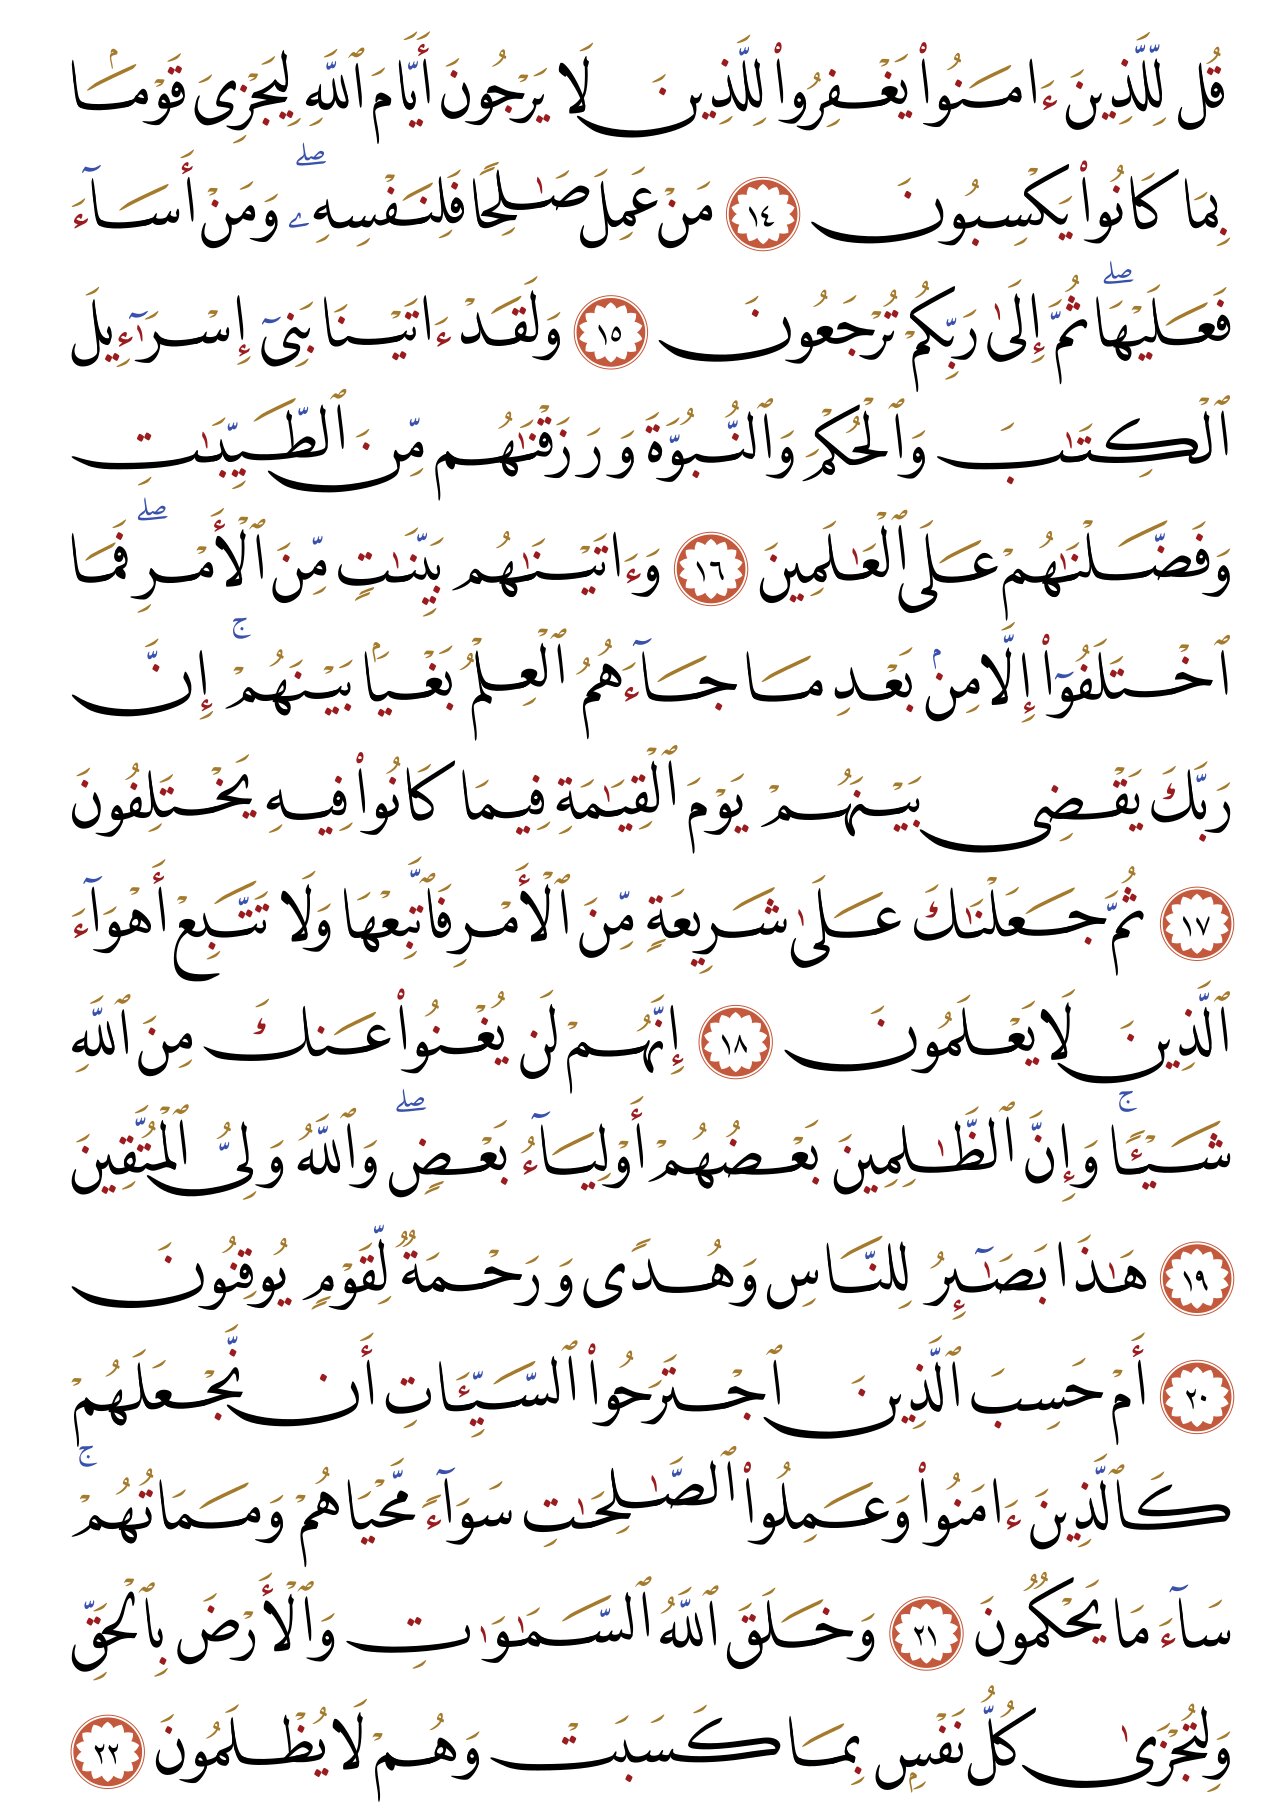 قُل لِّلَّذِينَ ءَامَنُوا۟ يَغْفِرُوا۟ لِلَّذِينَ لَا يَرْجُونَ أَيَّامَ ٱللَّهِ لِيَجْزِىَ قَوْمًۢا
بِمَا كَانُوا۟ يَكْسِبُونَ ١٤ مَنْ عَمِلَ صَـٰلِحًا فَلِنَفْسِهِۦ ۖ وَمَنْ أَسَآءَ
فَعَلَيْهَا ۖ ثُمَّ إِلَىٰ رَبِّكُمْ تُرْجَعُونَ ١٥ وَلَقَدْ ءَاتَيْنَا بَنِىٓ إِسْرَٰٓءِيلَ
ٱلْكِتَـٰبَ وَٱلْحُكْمَ وَٱلنُّبُوَّةَ وَرَزَقْنَـٰهُم مِّنَ ٱلطَّيِّبَـٰتِ
وَفَضَّلْنَـٰهُمْ عَلَى ٱلْعَـٰلَمِينَ ١٦ وَءَاتَيْنَـٰهُم بَيِّنَـٰتٍ مِّنَ ٱلْأَمْرِ ۖ فَمَا
ٱخْتَلَفُوٓا۟ إِلَّا مِنۢ بَعْدِ مَا جَآءَهُمُ ٱلْعِلْمُ بَغْيًۢا بَيْنَهُمْ ۚ إِنَّ
رَبَّكَ يَقْضِى بَيْنَهُمْ يَوْمَ ٱلْقِيَـٰمَةِ فِيمَا كَانُوا۟ فِيهِ يَخْتَلِفُونَ
١٧ ثُمَّ جَعَلْنَـٰكَ عَلَىٰ شَرِيعَةٍ مِّنَ ٱلْأَمْرِ فَٱتَّبِعْهَا وَلَا تَتَّبِعْ أَهْوَآءَ
ٱلَّذِينَ لَا يَعْلَمُونَ ١٨ إِنَّهُمْ لَن يُغْنُوا۟ عَنكَ مِنَ ٱللَّهِ
شَيْـًٔا ۚ وَإِنَّ ٱلظَّـٰلِمِينَ بَعْضُهُمْ أَوْلِيَآءُ بَعْضٍ ۖ وَٱللَّهُ وَلِىُّ ٱلْمُتَّقِينَ
١٩ هَـٰذَا بَصَـٰٓئِرُ لِلنَّاسِ وَهُدًى وَرَحْمَةٌ لِّقَوْمٍ يُوقِنُونَ
٢٠ أَمْ حَسِبَ ٱلَّذِينَ ٱجْتَرَحُوا۟ ٱلسَّيِّـَٔاتِ أَن نَّجْعَلَهُمْ
كَٱلَّذِينَ ءَامَنُوا۟ وَعَمِلُوا۟ ٱلصَّـٰلِحَـٰتِ سَوَآءً مَّحْيَاهُمْ وَمَمَاتُهُمْ ۚ
سَآءَ مَا يَحْكُمُونَ ٢١ وَخَلَقَ ٱللَّهُ ٱلسَّمَـٰوَٰتِ وَٱلْأَرْضَ بِٱلْحَقِّ
وَلِتُجْزَىٰ كُلُّ نَفْسٍۭ بِمَا كَسَبَتْ وَهُمْ لَا يُظْلَمُونَ ٢٢